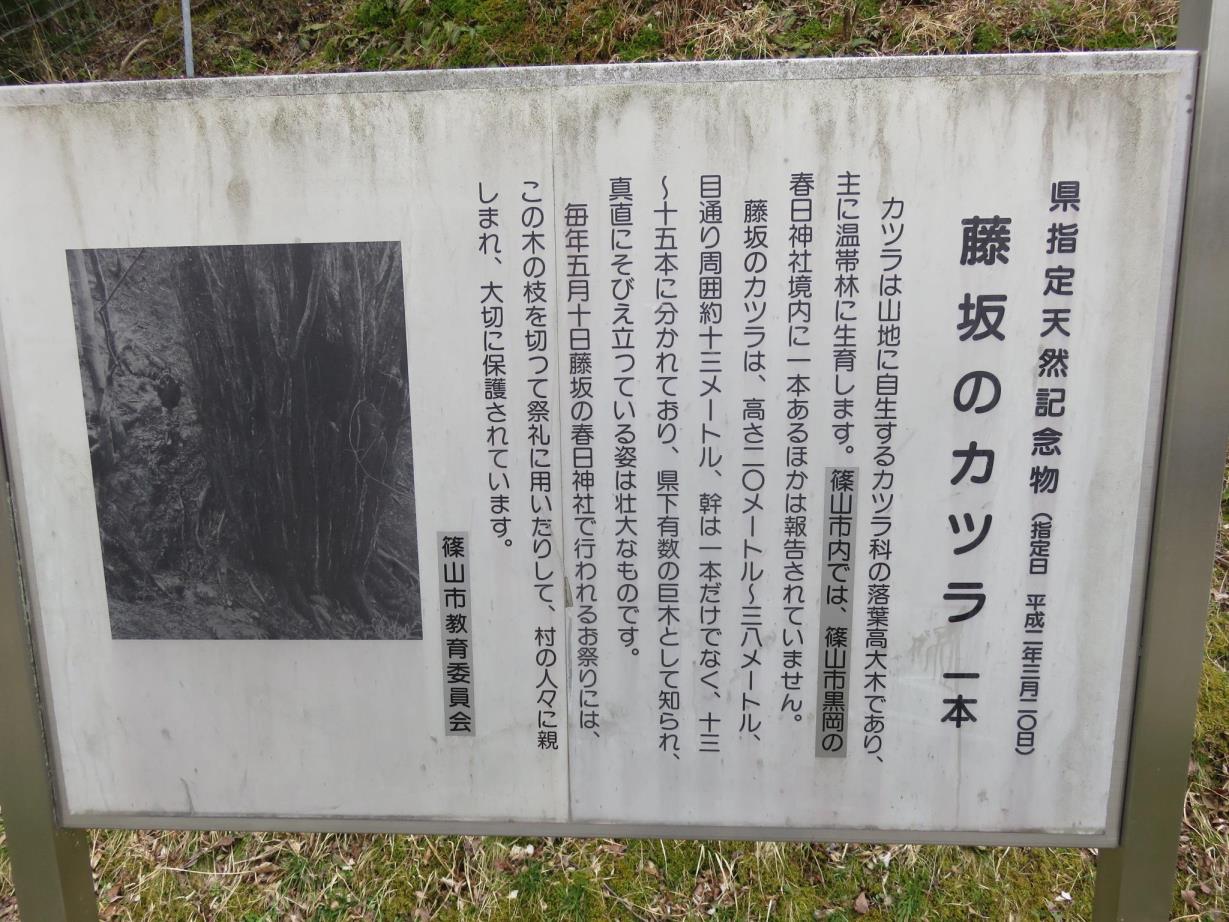 県指定天然記念物（指定日　平成二年三月二〇日）
藤坂のカツラ　一本
カツラは山地に自生するカツラ科の落葉高大木であり、
主に温帯林に生育します。篠山市内では、篠山市黒岡の
春日神社境内に一本あるほかは報告されていません。
藤坂のカツラは、高さ二〇メートル〜三八メートル、
目通り周囲約十三メートル、幹は一本だけでなく、十三
〜十五本に分かれており、県下有数の巨木として知られ、
真直にそびえ立つている姿は壮大なものです。
毎年五月十日藤坂の春日神社で行われるお祭りには、
この木の枝を切つて祭礼に用いたりして、村の人々に親
しまれ、大切に保護されています。
篠山市教育委員会